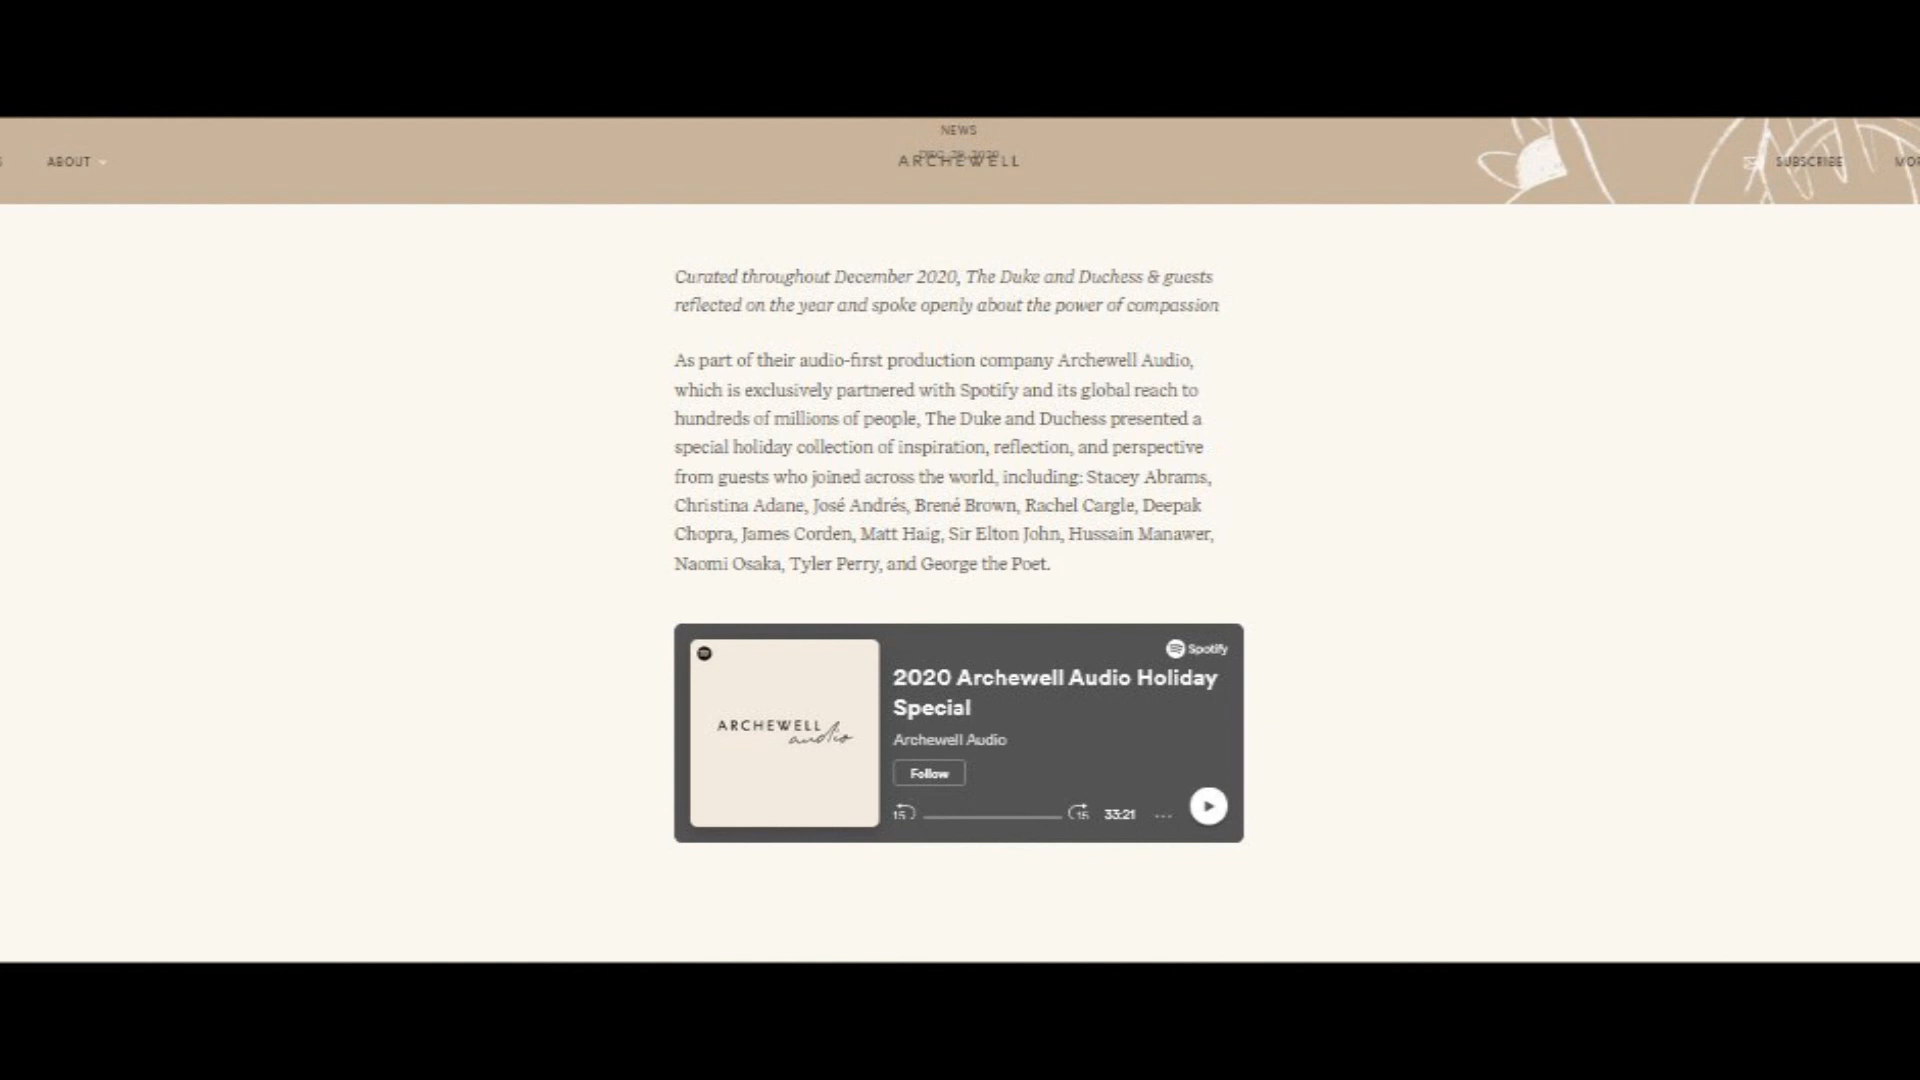 NEWS
ABOUT
ARCHEWELL
SUBSCRIBE
Curated throughout December 2020, The Duke and Duchess & guests
reflected on the year and spoke openly about the power of compassion
As part of their audio-first production company Archewell Audio,
which is exclusively partnered with Spotify and its global reach to
hundreds of millions of people, The Duke and Duchess presented a
special holiday collection of inspiration, reflection, and perspective
from guests who joined across the world, including: Stacey Abrams,
Christina Adane, José Andrés, Brené Brown, Rachel Cargle, Deepak
Chopra, James Corden, Matt Haig, Sir Elton John, Hussain Manawer,
Naomi Osaka, Tyler Perry, and George the Poet.
Spotify
ARCHEWELL
audio
2020 Archewell Audio Holiday
Special
Archewell Audio
Follow
15 15 33:21 ...